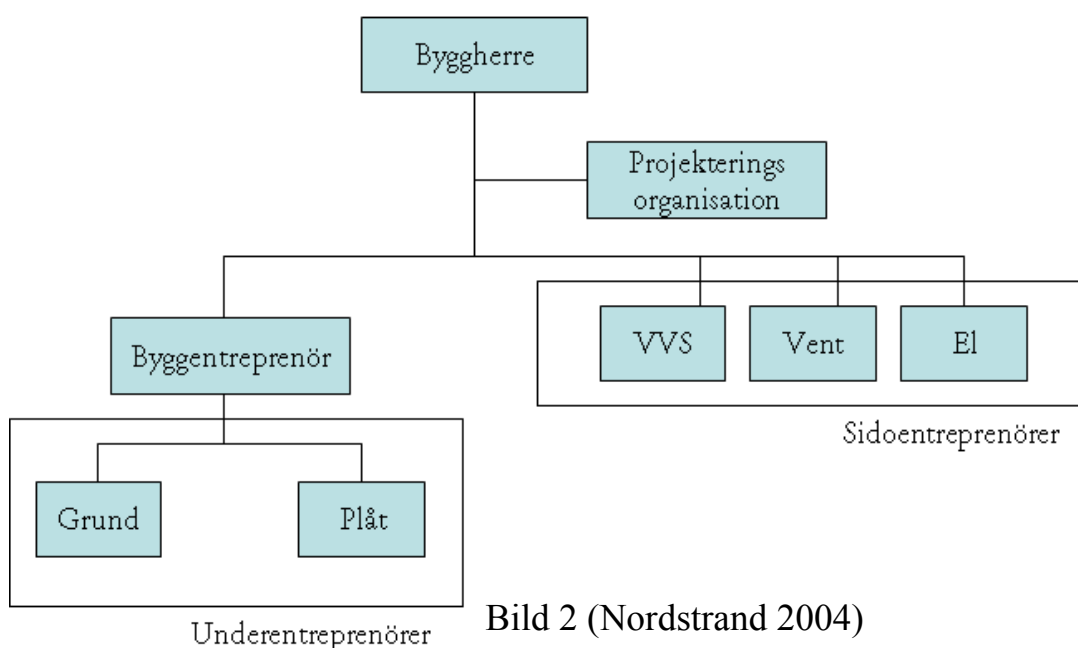 Byggherre
Projekterings
organisation
Byggentreprenör
VVS
Vent
El
Sidoentreprenörer
Grund
Plåt
Underentreprenörer
Bild 2 (Nordstrand 2004)